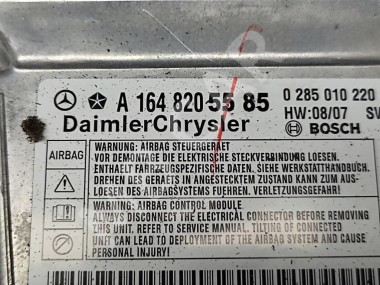 A 164 820 55 85
0 285 010 220
HW:08/07 SW
DaimlerChrysler
BOSCH
AIRBAG
WARNUNG: AIRBAG STEUERGERAET
VOR DEMONTAGE DIE ELEKTRISCHE STECKVERBINDUNG LOESEN.
ENTHAELT FAHRZEUGSPEZIFISCHE DATEN. SIEHE WERKSTATTHANDBUCH.
DREHEN DES GERAETS IN ANGESTECKTEM ZUSTAND KANN ZUM AUS-
LOESEN DES AIRBAGSYSTEMS FUEHREN. VERLETZUNGSGEFAHR!
WARNING: AIRBAG CONTROL MODULE
ALWAYS DISCONNECT THE ELECTRICAL CONNECTOR BEFORE REMOVING
THIS UNIT. REFER TO SERVICE MANUAL. TILTING OF CONNECTED
UNIT CAN LEAD TO DEPLOYMENT OF THE AIRBAG SYSTEM AND CAUSE
PERSONAL INJURY!